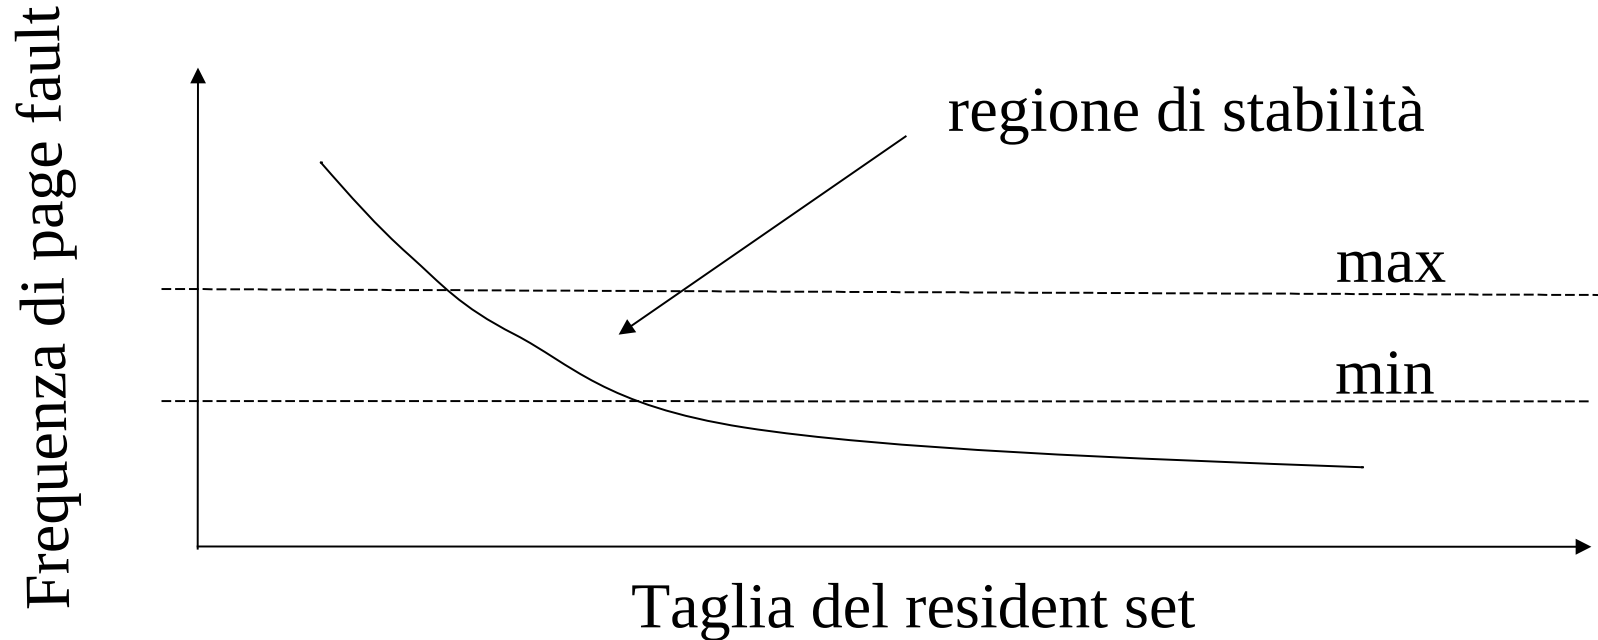 Frequenza di page fault
regione di stabilità
max
min
Taglia del resident set